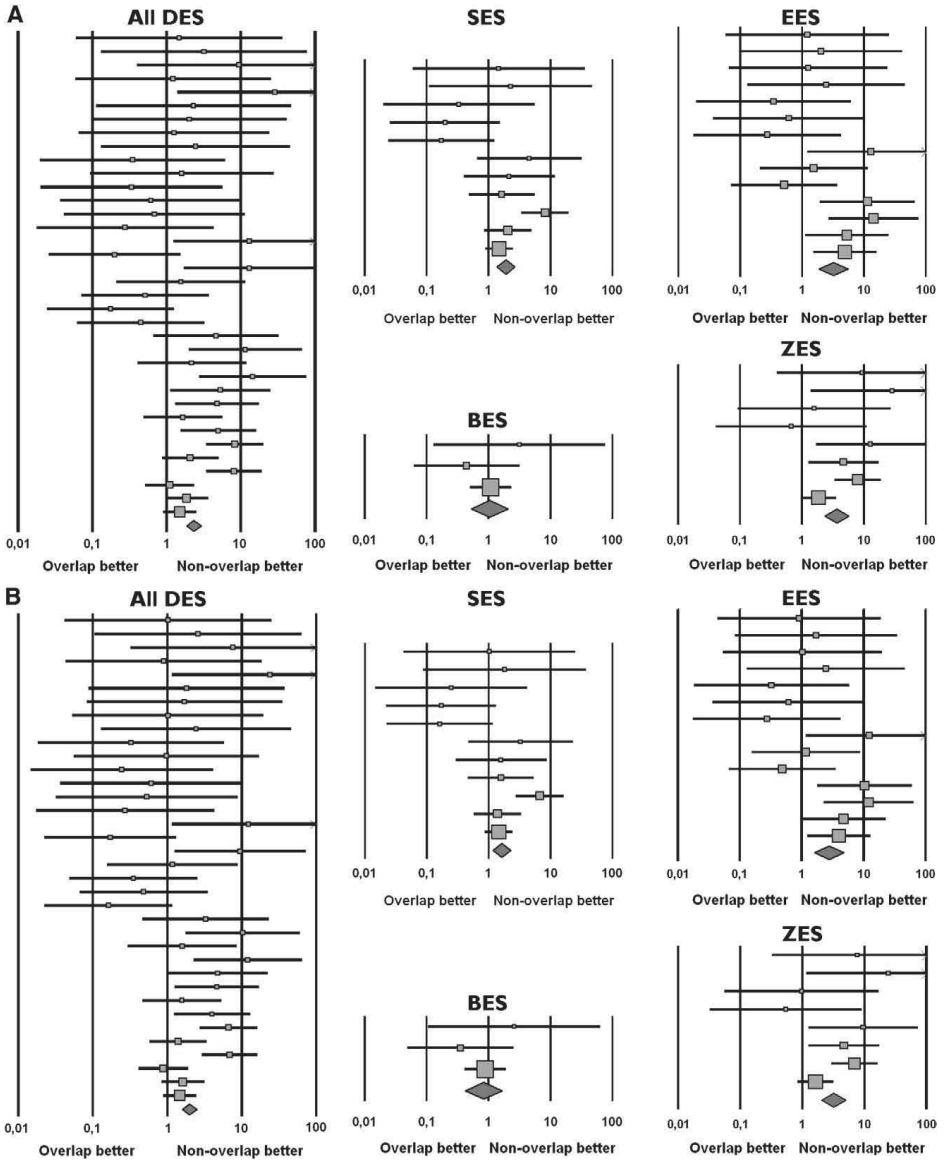 A
All DES
SES
EES
0,01 0,1 1 10 100
Overlap better Non-overlap better
0,01 0,1 1 10 100
Overlap better Non-overlap better
ZES
BES
0,01 0,1 1 10 100
Overlap better Non-overlap better
0,01 0,1 1 10 100
Overlap better Non-overlap better
0,01 0,1 1 10 100
Overlap better Non-overlap better
B
All DES
SES
EES
0,01 0,1 1 10 100
Overlap better Non-overlap better
0,01 0,1 1 10 100
Overlap better Non-overlap better
ZES
BES
0,01 0,1 1 10 100
Overlap better Non-overlap better
0,01 0,1 1 10 100
Overlap better Non-overlap better
0,01 0,1 1 10 100
Overlap better Non-overlap better